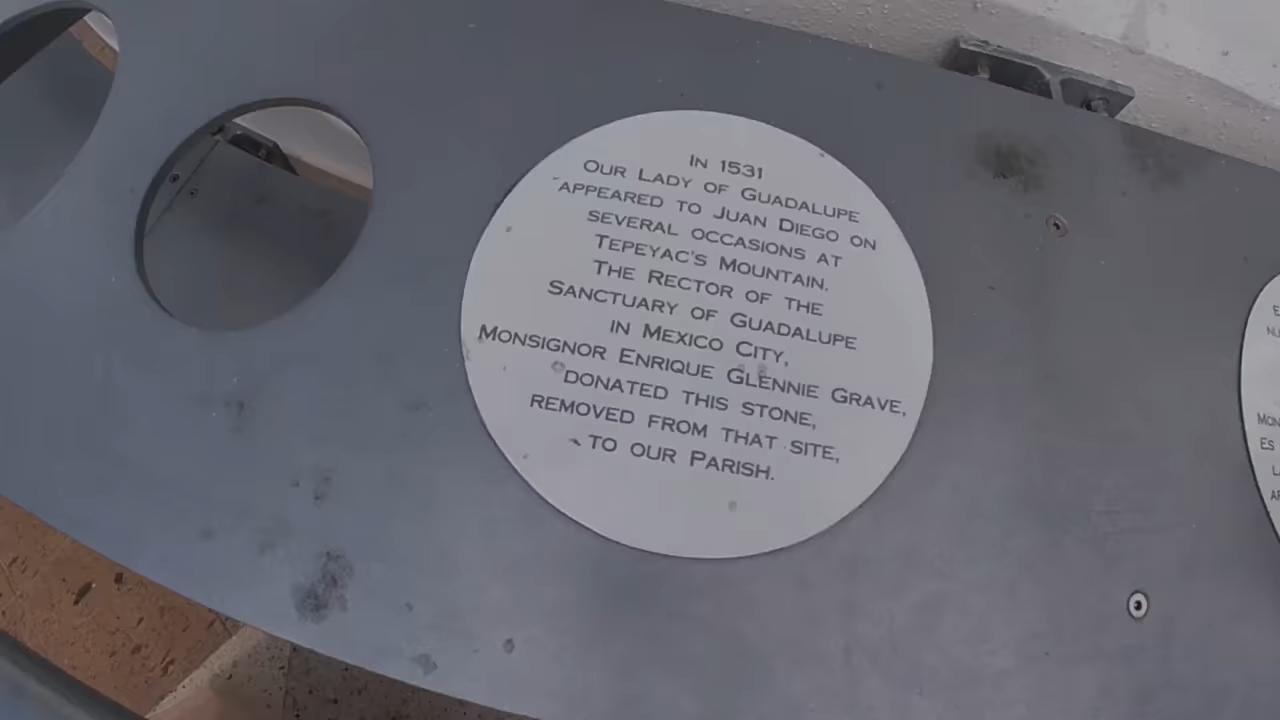 In 1531
Our Lady of Guadalupe
appeared to Juan Diego on
several occasions at
Tepeyac's Mountain.
The Rector of the
Sanctuary of Guadalupe
in Mexico City,
Monsignor Enrique Glennie Grave,
donated this stone,
removed from that site,
to our Parish.